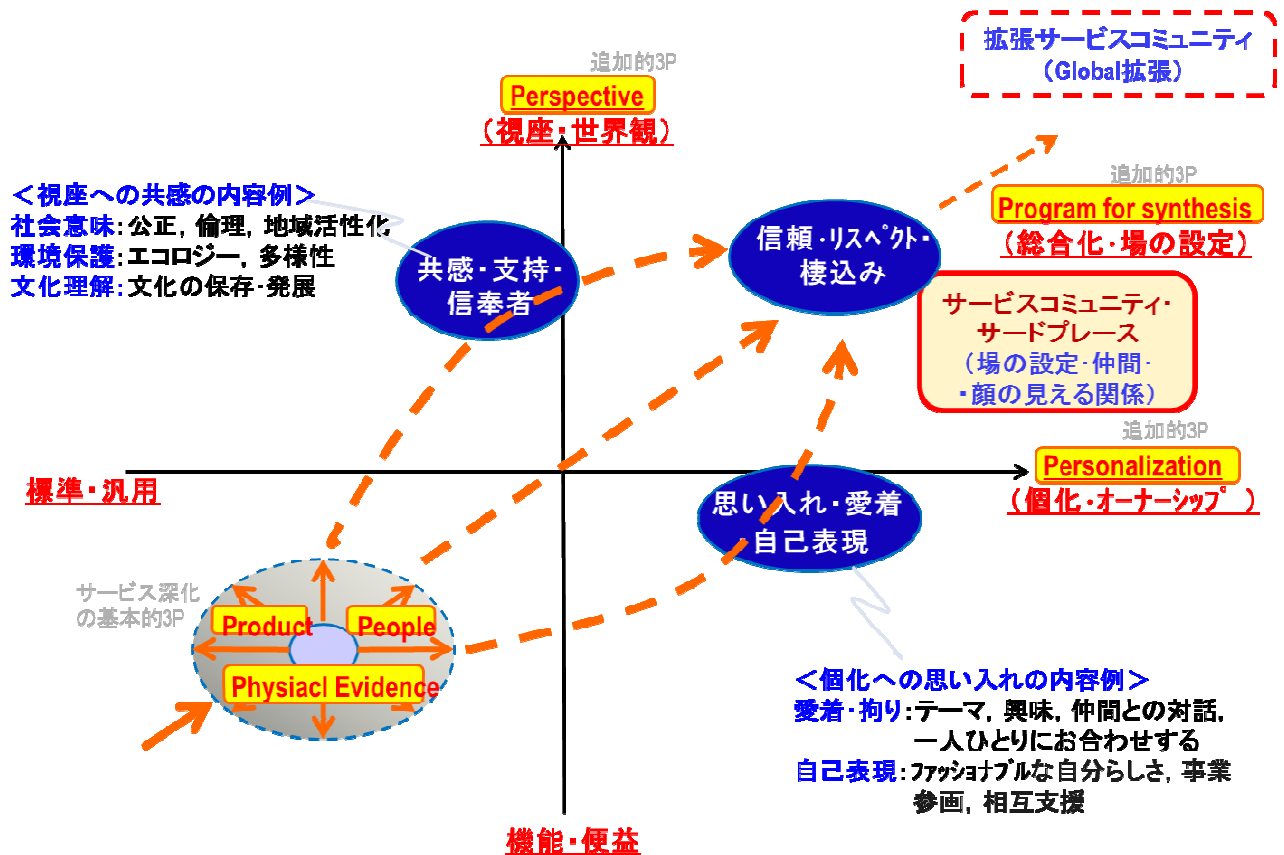 追加的3P
Perspective
（視座・世界観）
拡張サービスコミュニティ
（Global拡張）
＜視座への共感の内容例＞
社会意味：公正，倫理，地域活性化
環境保護：エコロジー，多様性
文化理解：文化の保存・発展
共感・支持・
信奉者
信頼・リスペクト・
棲込み
追加的3P
Program for synthesis
（総合化・場の設定）
サービスコミュニティ・
サードプレース
（場の設定・仲間・
・顔の見える関係）
追加的3P
Personalization
（個化・オーナーシップ　）
標準・汎用
思い入れ・愛着
・自己表現
サービス深化
の基本的3P
Product
People
Physiacl Evidence
＜個化への思い入れの内容例＞
愛着・拘り：テーマ，興味，仲間との対話，
一人ひとりにお合わせする
自己表現：ファッショナブルな自分らしさ，事業
参画，相互支援
機能・便益